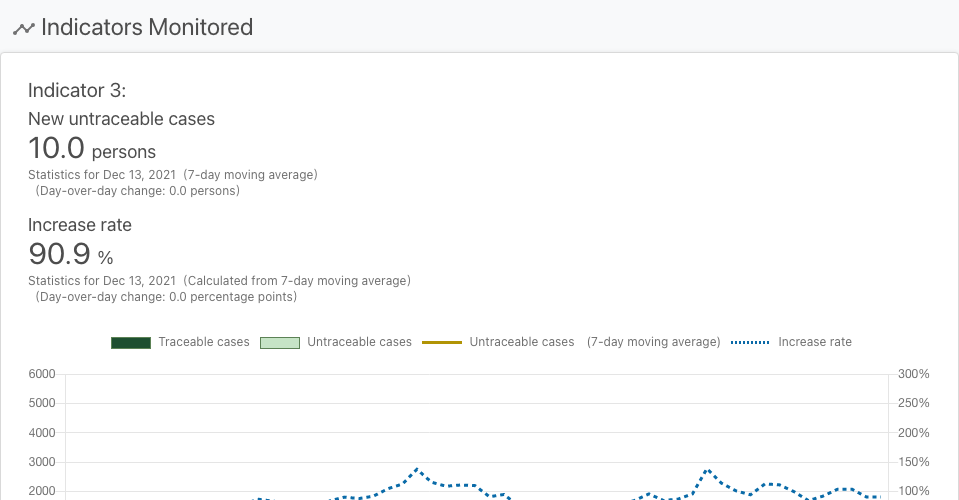 Indicators Monitored
Indicator 3:
New untraceable cases
10.0 persons
Statistics for Dec 13, 2021 (7-day moving average)
(Day-over-day change: 0.0 persons)
Increase rate
90.9 %
Statistics for Dec 13, 2021 (Calculated from 7-day moving average)
(Day-over-day change: 0.0 percentage points)
Traceable cases Untraceable cases Untraceable cases (7-day moving average) Increase rate
6000 300%
5000 250%
4000 200%
3000 150%
2000 100%